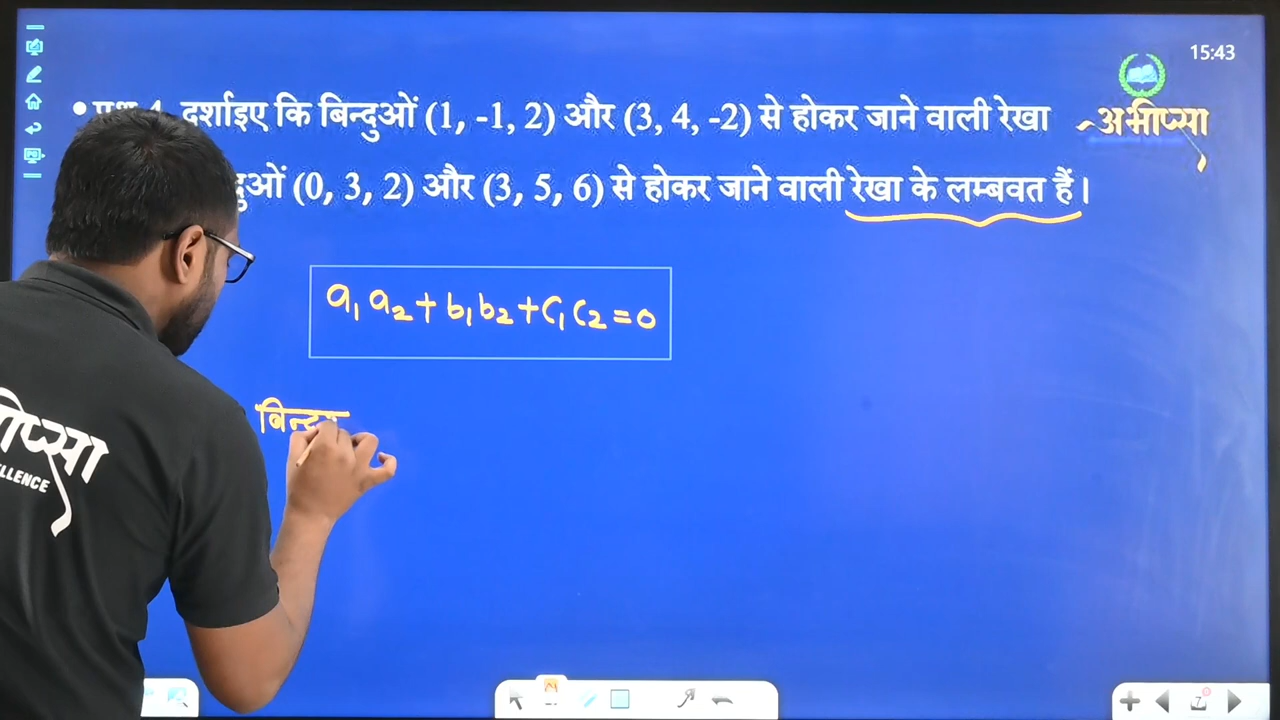 15:43
दर्शाइए कि बिन्दुओं (1, -1, 2) और (3, 4, -2) से होकर जाने वाली रेखा
अभीप्सा
(0, 3, 2) और (3, 5, 6) से होकर जाने वाली रेखा के लम्बवत हैं।
a₁a₂+b₁b₂+c₁c₂=0